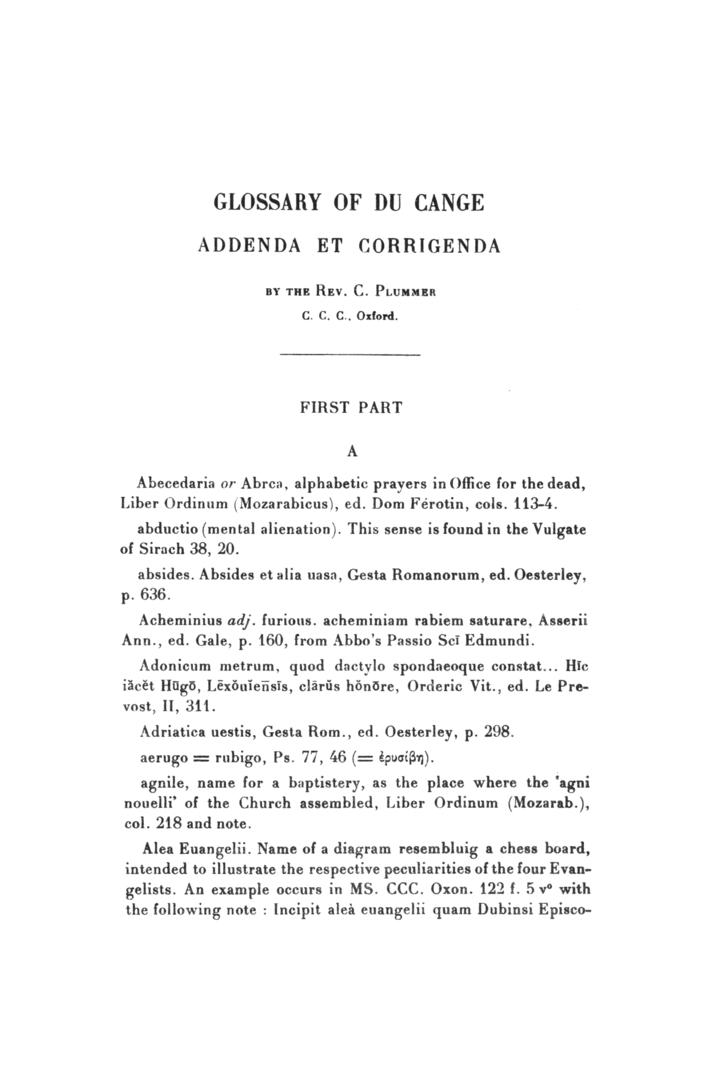 GLOSSARY OF DU CANGE
ADDENDA ET CORRIGENDA
BY THE REV. C. PLUMMER
C. C. C., Oxford.
FIRST PART
A
Abecedaria or Abrca, alphabetic prayers in Office for the dead,
Liber Ordinum (Mozarabicus), ed. Dom Férotin, cols. 113-4.
abductio (mental alienation). This sense is found in the Vulgate
of Sirach 38, 20.
absides. Absides et alia uasa, Gesta Romanorum, ed. Oesterley,
p. 636.
Acheminius adj. furious. acheminiam rabiem saturare, Asserii
Ann., ed. Gale, p. 160, from Abbo's Passio Scī Edmundi.
Adonicum metrum, quod dactylo spondaeoque constat... Hīc
iăcĕt Hūgō, Lēxŏuĭēnsīs, clārŭs hŏnōre, Orderic Vit., ed. Le Pre-
vost, II, 311.
Adriatica uestis, Gesta Rom., ed. Oesterley, p. 298.
aerugo = rubigo, Ps. 77, 46 (= ἐρυσίβη).
agnile, name for a baptistery, as the place where the 'agni
nouelli' of the Church assembled, Liber Ordinum (Mozarab.),
col. 218 and note.
Alea Euangelii. Name of a diagram resembluig a chess board,
intended to illustrate the respective peculiarities of the four Evan-
gelists. An example occurs in MS. CCC. Oxon. 122 f. 5 vº with
the following note : Incipit aleà euangelii quam Dubinsi Episco-